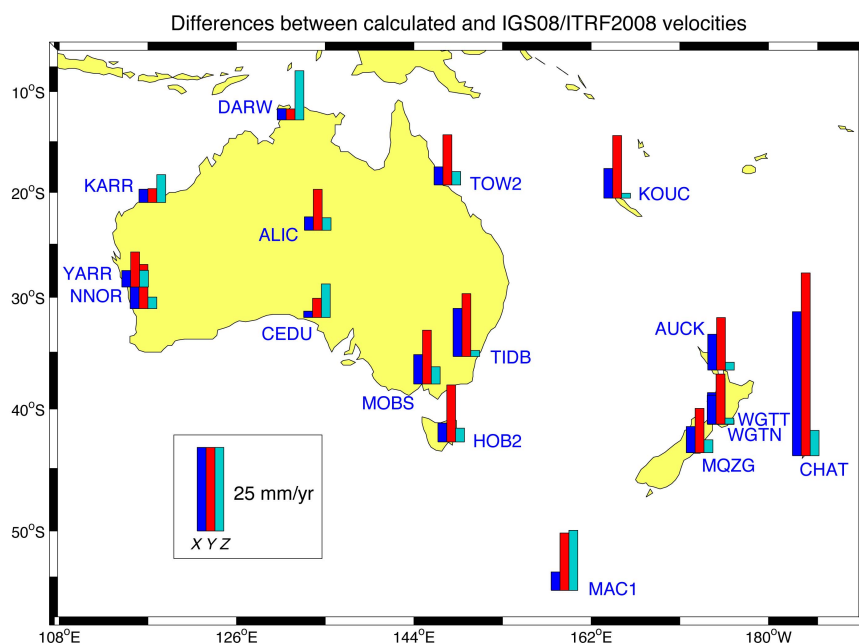 Differences between calculated and IGS08/ITRF2008 velocities
10°S
DARW
KARR
TOW2
KOUC
20°S
ALIC
YARR
NNOR
30°S
CEDU
TIDB
AUCK
MOBS
40°S
HOB2
WGTT
WGTN
MQZG
CHAT
25 mm/yr
X Y Z
50°S
MAC1
108°E 126°E 144°E 162°E 180°W